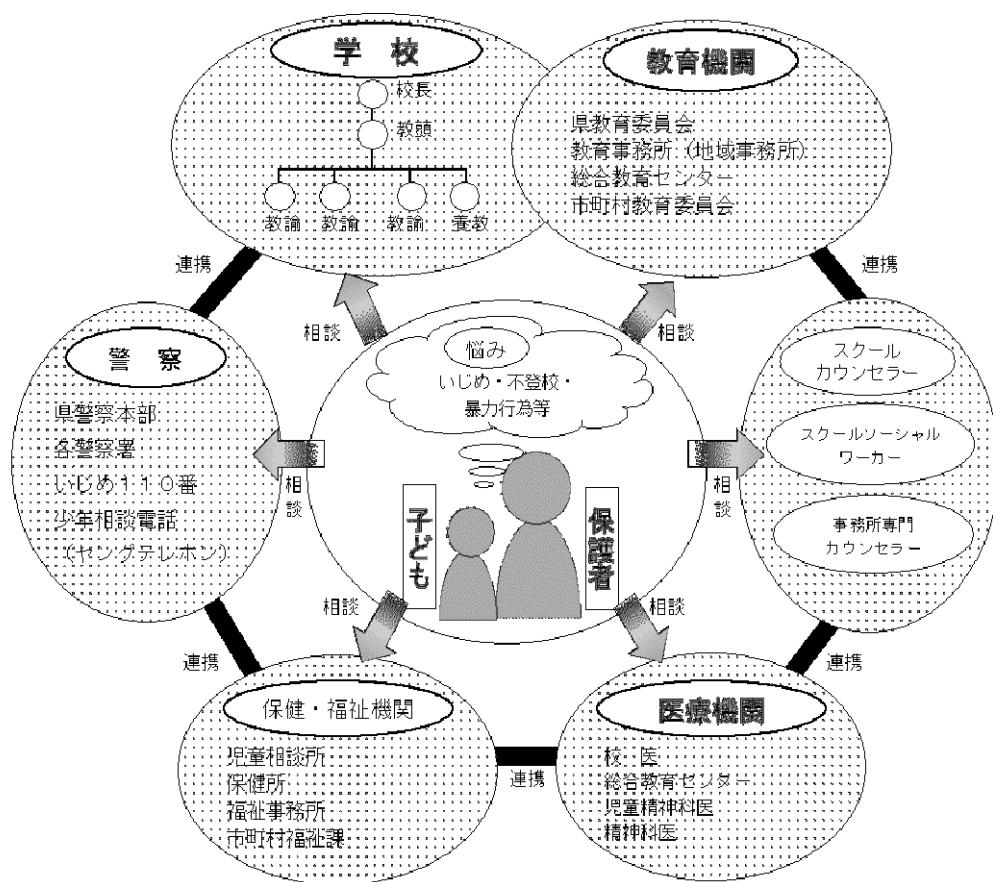 学　校
校長
教頭
教諭
教諭
教諭
養教
教育機関
県教育委員会
教育事務所（地域事務所）
総合教育センター
市町村教育委員会
連携
連携
相談
相談
警　察
県警察本部
各警察署
いじめ１１０番
少年相談電話
（ヤングテレホン）
悩み
いじめ・不登校・
暴力行為等
スクール
カウンセラー
スクールソーシャル
ワーカー
事務所専門
カウンセラー
相談
相談
子ども
保護者
相談
相談
連携
連携
保健・福祉機関
児童相談所
保健所
福祉事務所
市町村福祉課
連携
医療機関
校　医
総合教育センター
児童精神科医
精神科医